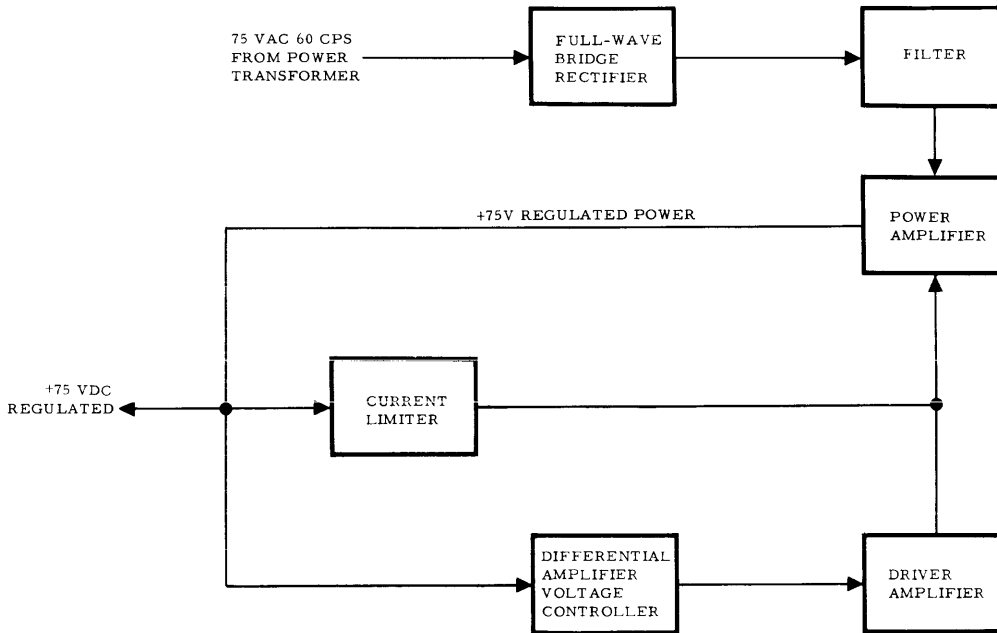 75 VAC 60 CPS
FROM POWER
TRANSFORMER
FULL-WAVE
BRIDGE
RECTIFIER
FILTER
+75V REGULATED POWER
POWER
AMPLIFIER
+75 VDC
REGULATED
CURRENT
LIMITER
DIFFERENTIAL
AMPLIFIER
VOLTAGE
CONTROLLER
DRIVER
AMPLIFIER